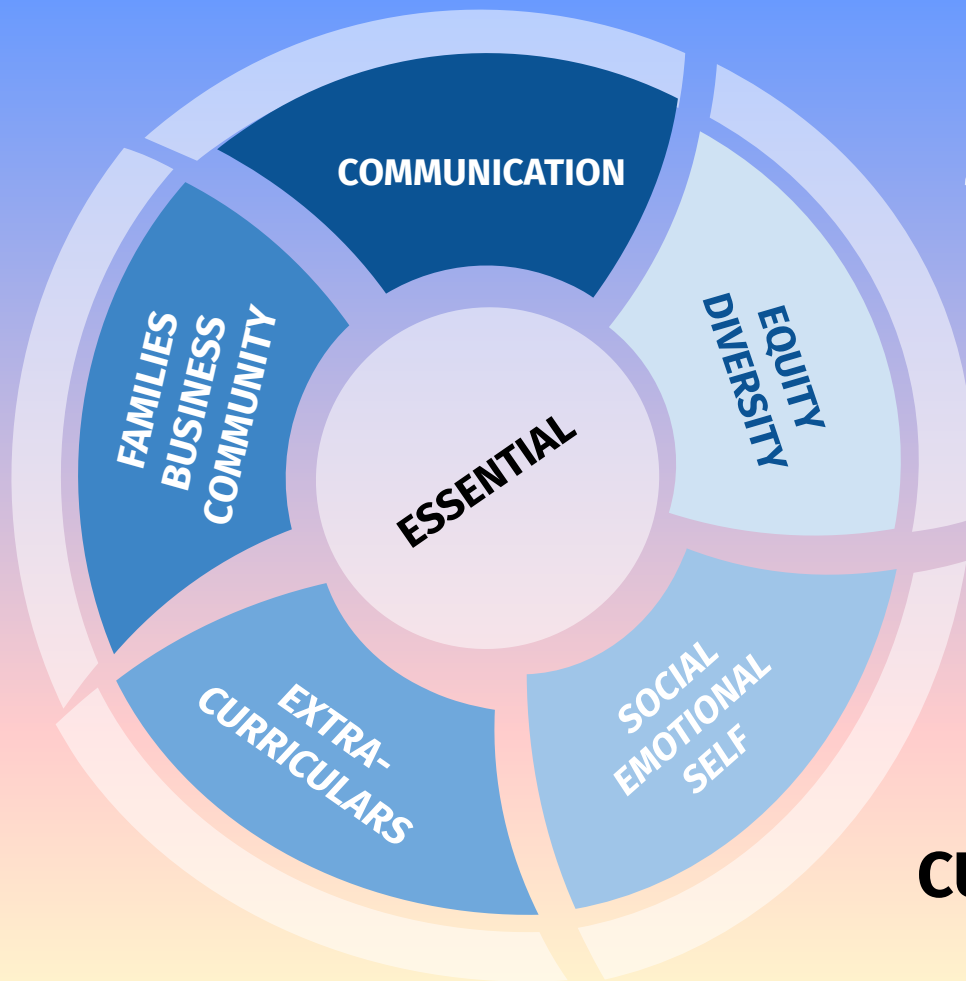 COMMUNICATION
EQUITY
DIVERSITY
FAMILIES
BUSINESS
COMMUNITY
ESSENTIAL
SOCIAL
EMOTIONAL
SELF
EXTRA-
CURRICULARS